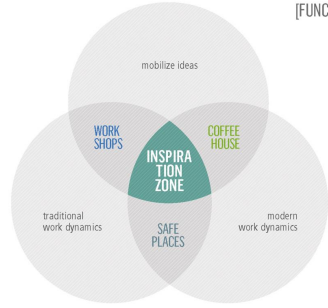 [FUNC
mobilize ideas
WORK
SHOPS
COFFEE
HOUSE
INSPIRA
TION
ZONE
traditional
work dynamics
modern
work dynamics
SAFE
PLACES